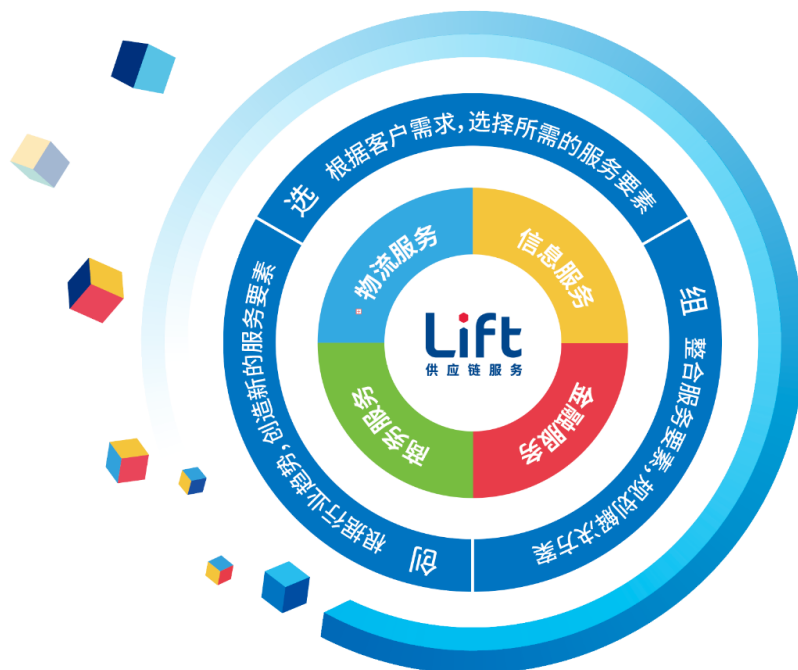 选 根据客户需求,选择所需的服务要素
组 整合服务要素,规划解决方案
创 根据行业趋势,创造新的服务要素
物流服务
信息服务
金融服务
商务服务
Lift
供应链服务